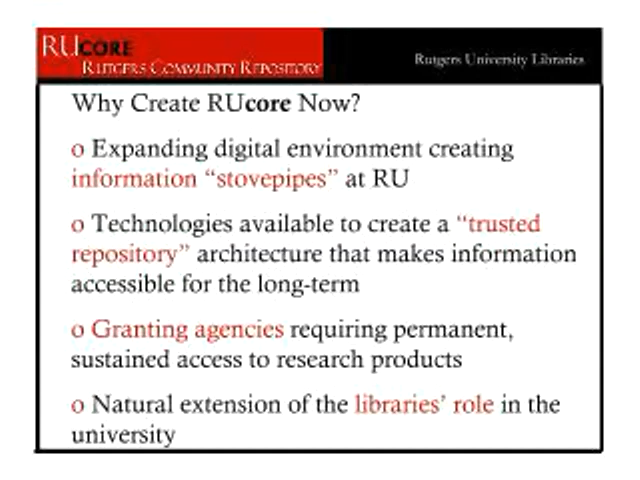 RUCORE
RUTGERS COMMUNITY REPOSITORY
Rutgers University Libraries
Why Create RUcore Now?
o Expanding digital environment creating
information “stovepipes” at RU
o Technologies available to create a “trusted
repository” architecture that makes information
accessible for the long-term
o Granting agencies requiring permanent,
sustained access to research products
o Natural extension of the libraries’ role in the
university